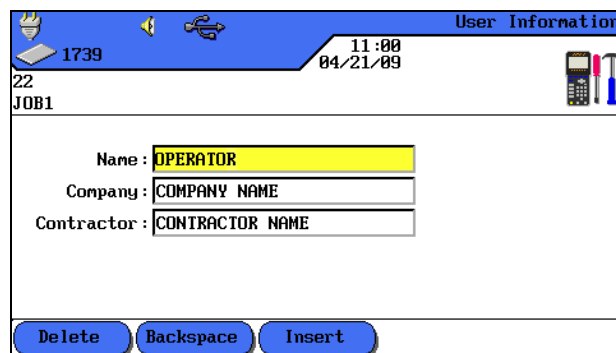 User Information
1739
11:00
04/21/09
22
JOB1
Name: OPERATOR
Company: COMPANY NAME
Contractor: CONTRACTOR NAME
Delete Backspace Insert